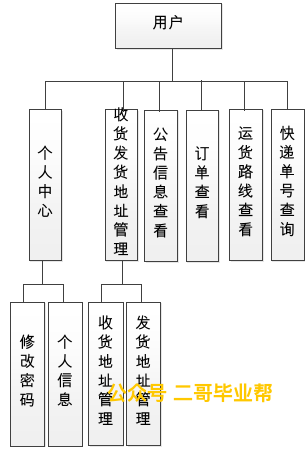 用户
个人中心
收货发货地址管理
公告信息查看
订单查看
运货路线查看
快递单号查询
修改密码
个人信息
收货地址管理
发货地址管理
公众号 二哥毕业帮